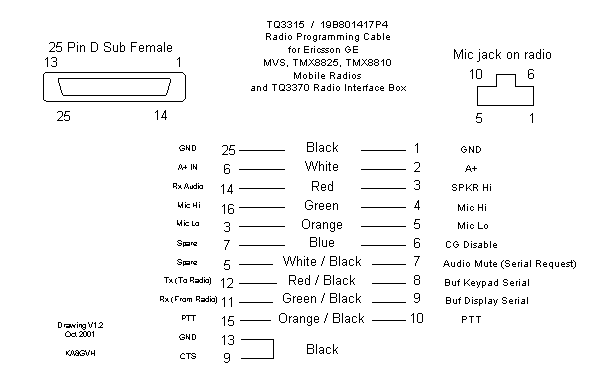 TQ3315 / 19B801417P4
Radio Programming Cable
for Ericsson GE
MVS, TMX8825, TMX8810
Mobile Radios
and TQ3370 Radio Interface Box
25 Pin D Sub Female
13 1
25 14
Mic jack on radio
10 6
5 1
GND 25 Black 1 GND
A+ IN 6 White 2 A+
Rx Audio 14 Red 3 SPKR Hi
Mic Hi 16 Green 4 Mic Hi
Mic Lo 3 Orange 5 Mic Lo
Spare 7 Blue 6 CG Disable
Spare 5 White / Black 7 Audio Mute (Serial Request)
Tx (To Radio) 12 Red / Black 8 Buf Keypad Serial
Rx (From Radio) 11 Green / Black 9 Buf Display Serial
PTT 15 Orange / Black 10 PTT
GND 13
Black
CTS 9
Drawing V1.2
Oct 2001
KA8GVH